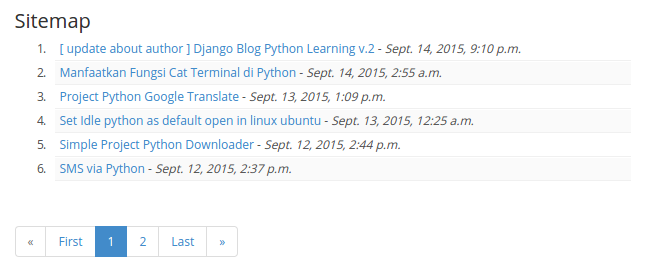 Sitemap
1. [ update about author ] Django Blog Python Learning v.2 - Sept. 14, 2015, 9:10 p.m.
2. Manfaatkan Fungsi Cat Terminal di Python - Sept. 14, 2015, 2:55 a.m.
3. Project Python Google Translate - Sept. 13, 2015, 1:09 p.m.
4. Set Idle python as default open in linux ubuntu - Sept. 13, 2015, 12:25 a.m.
5. Simple Project Python Downloader - Sept. 12, 2015, 2:44 p.m.
6. SMS via Python - Sept. 12, 2015, 2:37 p.m.
« First 1 2 Last »